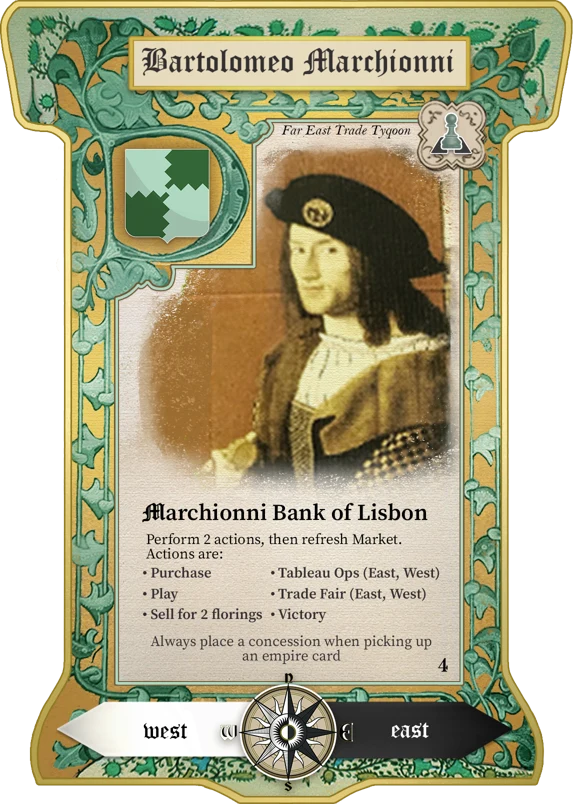 Bartolomeo Marchionni
Far East Trade Tycoon
Marchionni Bank of Lisbon
Perform 2 actions, then refresh Market.
Actions are:
• Purchase
• Tableau Ops (East, West)
• Play
• Trade Fair (East, West)
• Sell for 2 florings
• Victory
Always place a concession when picking up
an empire card
4
n
west w E east
s